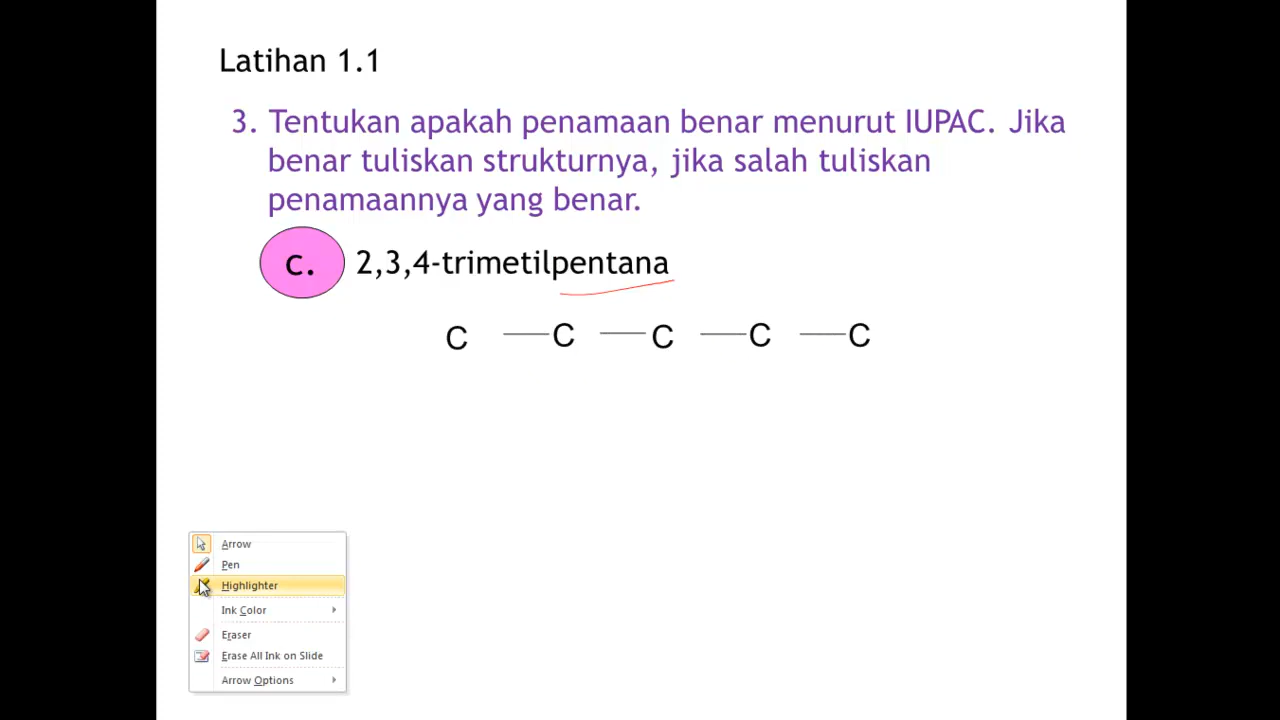 Latihan 1.1
3. Tentukan apakah penamaan benar menurut IUPAC. Jika
benar tuliskan strukturnya, jika salah tuliskan
penamaannya yang benar.
c. 2,3,4-trimetilpentana
C C C C C
Arrow
Pen
Highlighter
Ink Color
Eraser
Erase All Ink on Slide
Arrow Options